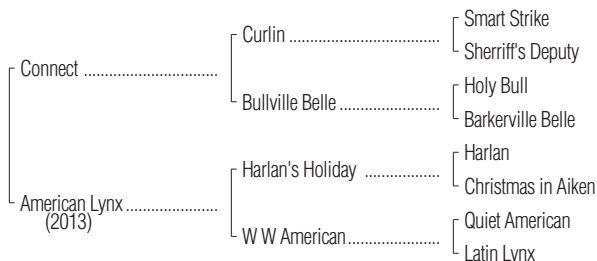 Smart Strike
Curlin
Sherriff's Deputy
Connect
Holy Bull
Bullville Belle
Barkerville Belle
Harlan
Harlan's Holiday
Christmas in Aiken
American Lynx
(2013)
Quiet American
W W American
Latin Lynx